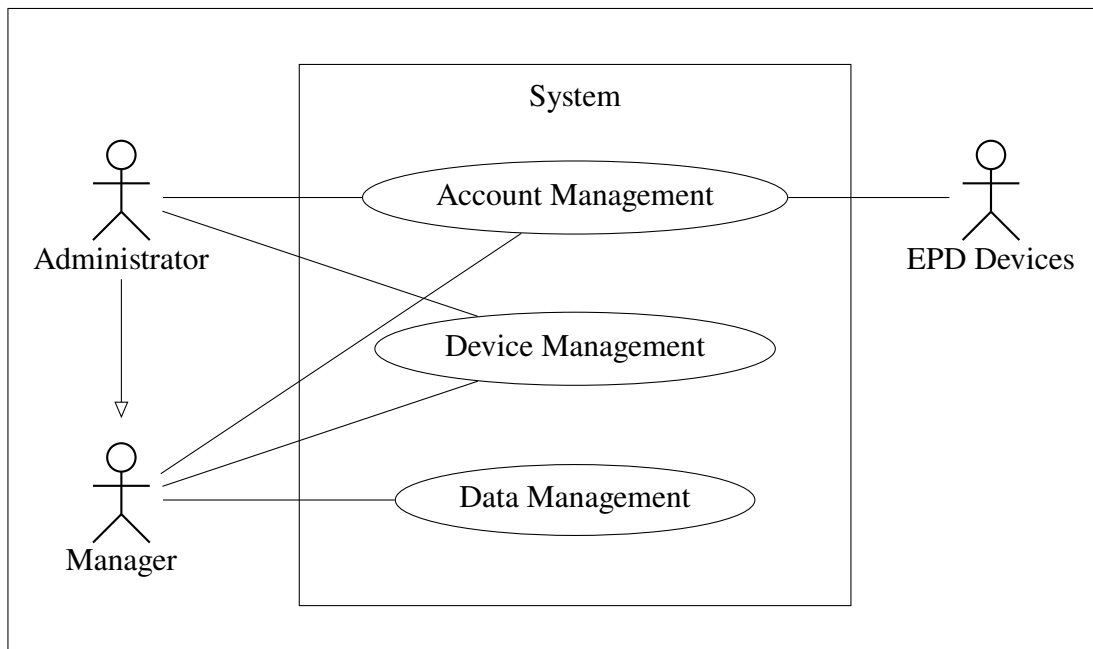 System
Account Management
Administrator
EPD Devices
Device Management
Data Management
Manager